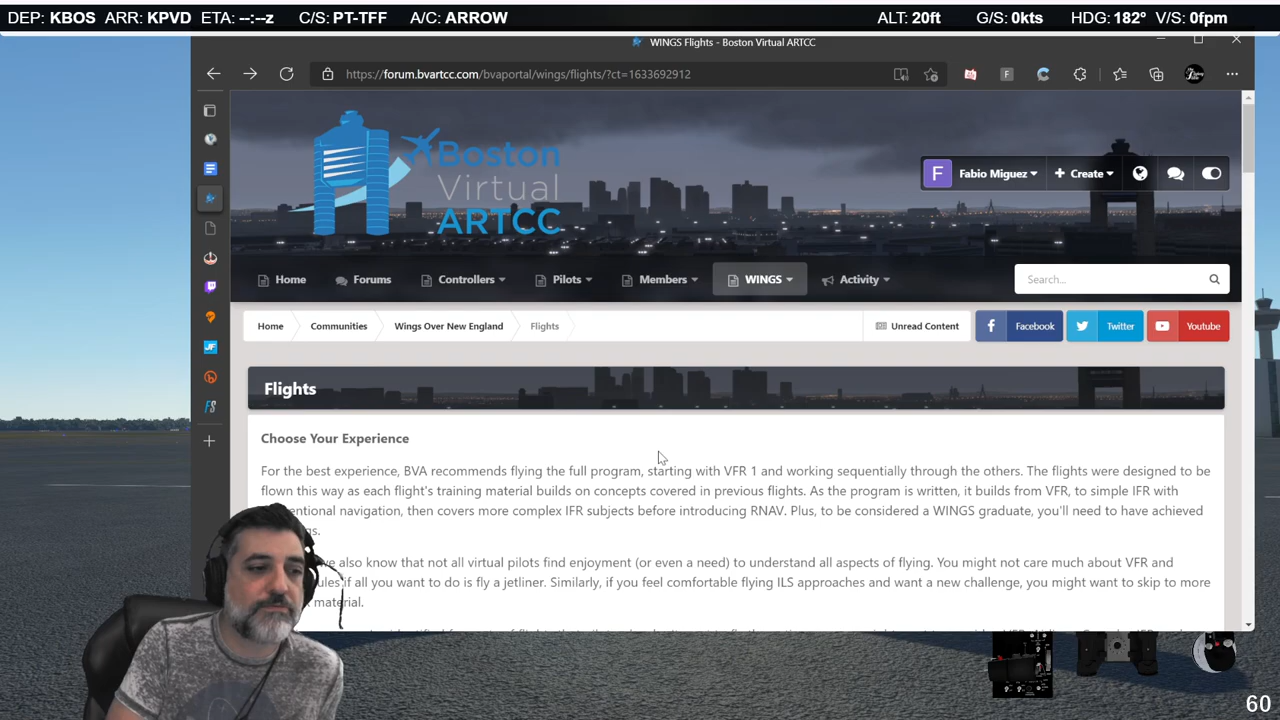 DEP: KBOS ARR: KPVD ETA: --:--z C/S: PT-TFF A/C: ARROW ALT: 20ft G/S: 0kts HDG: 182° V/S: 0fpm
WINGS Flights - Boston Virtual ARTCC
https://forum.bvartcc.com/bvaportal/wings/flights/?ct=1633692912
Boston
Virtual
ARTCC
F Fabio Miguez + Create
Home Forums Controllers Pilots Members WINGS Activity Search...
Home Communities Wings Over New England Flights Unread Content Facebook Twitter Youtube
Flights
Choose Your Experience
For the best experience, BVA recommends flying the full program, starting with VFR 1 and working sequentially through the others. The flights were designed to be
flown this way as each flight's training material builds on concepts covered in previous flights. As the program is written, it builds from VFR, to simple IFR with
entional navigation, then covers more complex IFR subjects before introducing RNAV. Plus, to be considered a WINGS graduate, you'll need to have achieved
gs.
ve also know that not all virtual pilots find enjoyment (or even a need) to understand all aspects of flying. You might not care much about VFR and
ules if all you want to do is fly a jetliner. Similarly, if you feel comfortable flying ILS approaches and want a new challenge, you might want to skip to more
material.
60